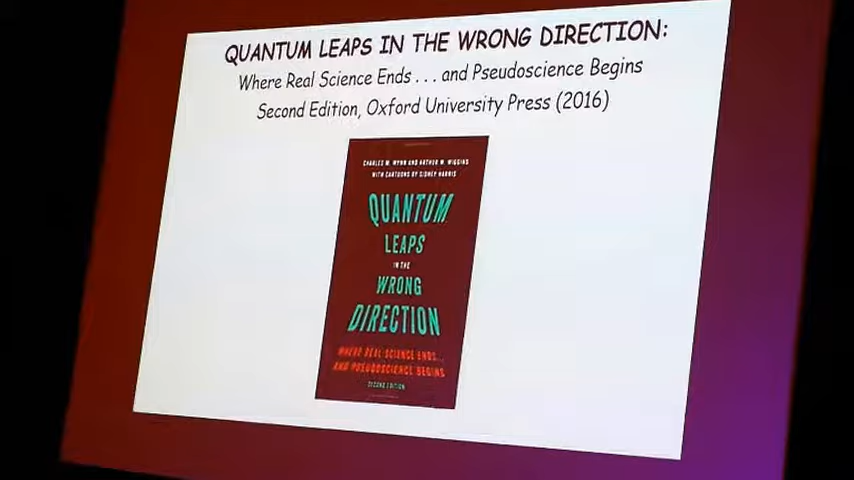 QUANTUM LEAPS IN THE WRONG DIRECTION:
Where Real Science Ends . . . and Pseudoscience Begins
Second Edition, Oxford University Press (2016)
CHARLES M. WYNN AND ARTHUR W. WIGGINS
WITH CARTOONS BY SIDNEY HARRIS
QUANTUM
LEAPS
IN THE
WRONG
DIRECTION
WHERE REAL SCIENCE ENDS...
AND PSEUDOSCIENCE BEGINS
SECOND EDITION